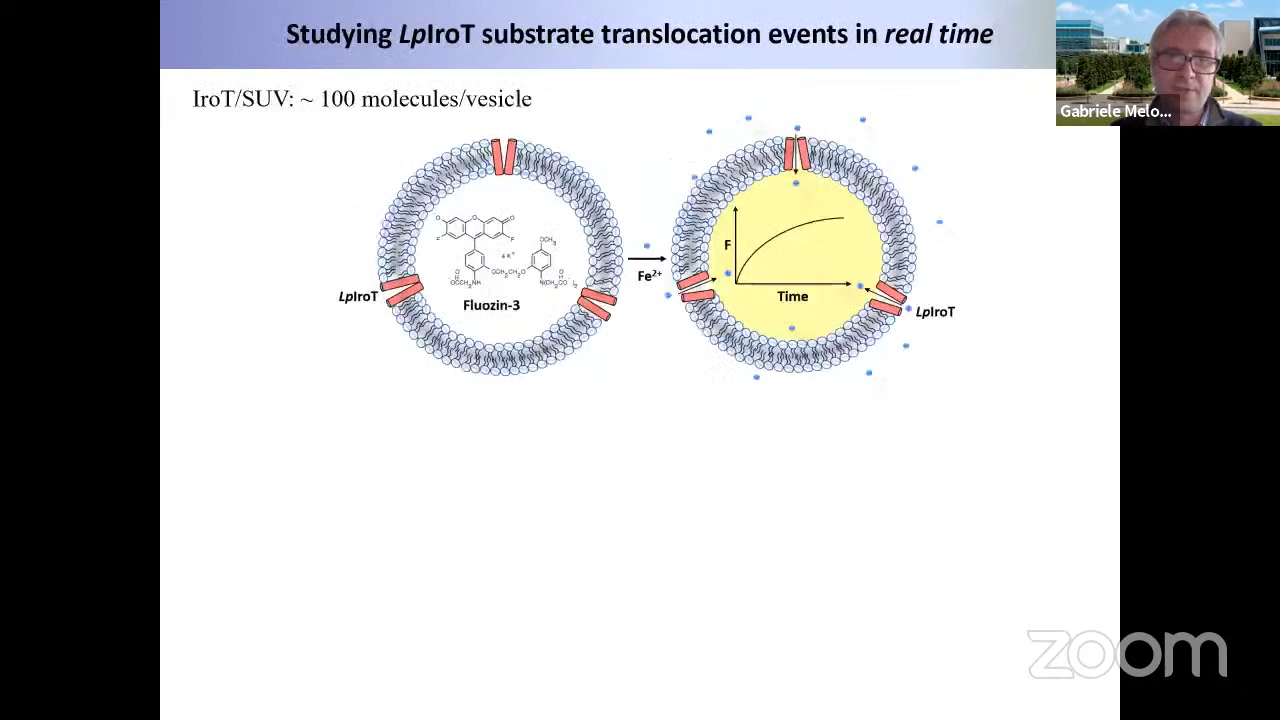 Studying LpIroT substrate translocation events in real time
Gabriele Melo...
IroT/SUV: ~ 100 molecules/vesicle
LpIroT
Fluozin-3
Fe²⁺
F
Time
LpIroT
zoom